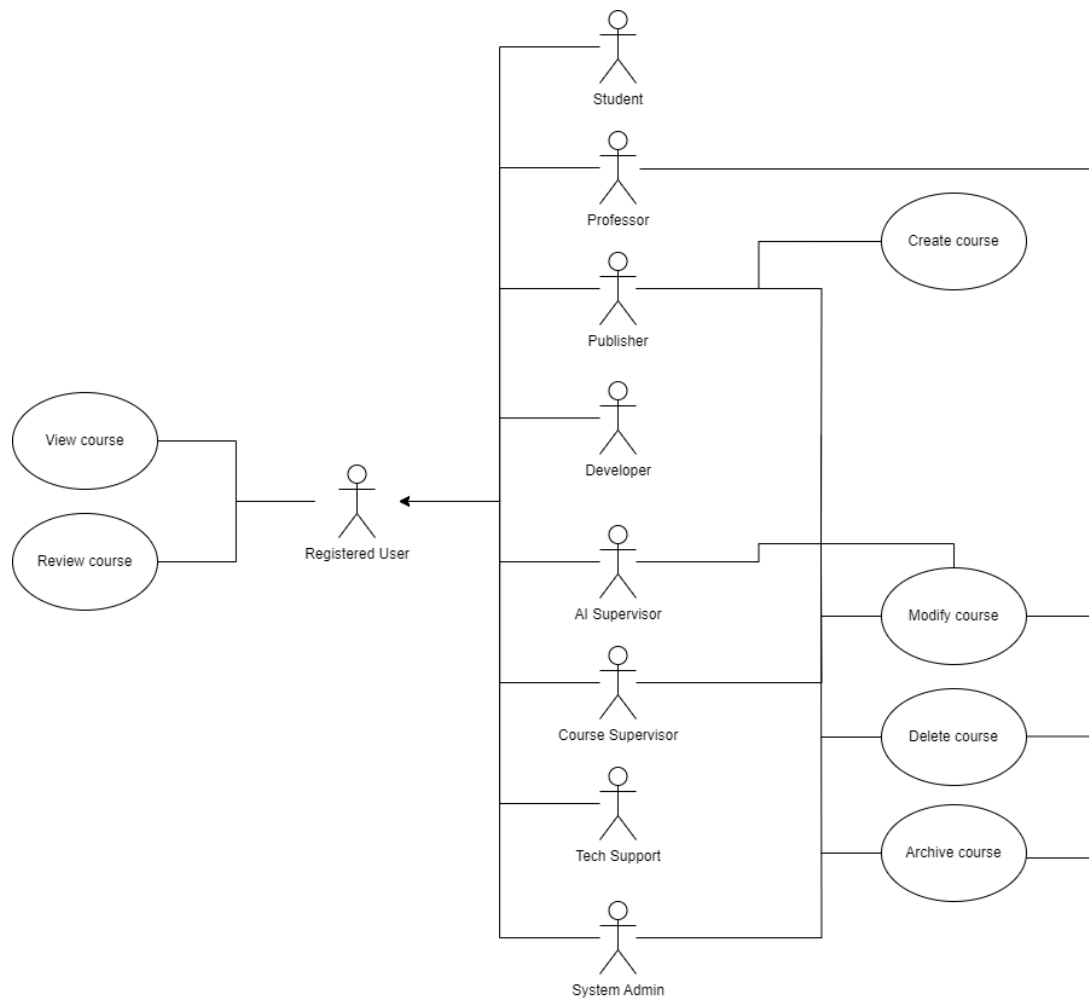 Student
Professor
Create course
Publisher
View course
Developer
Registered User
Review course
AI Supervisor
Modify course
Course Supervisor
Delete course
Tech Support
Archive course
System Admin